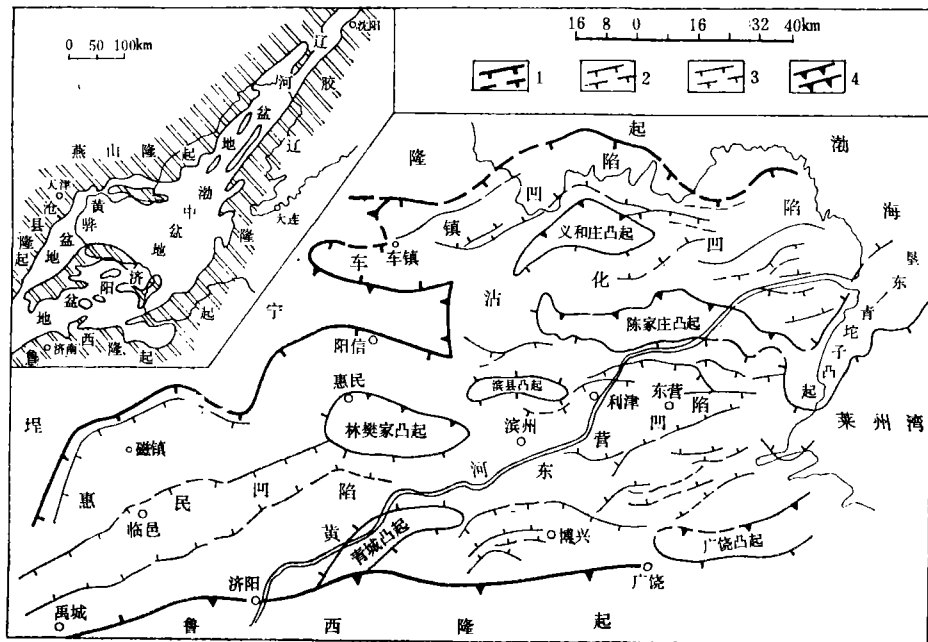 0 50 100km
沈阳
辽河盆地
胶辽隆起
燕山隆起
天津
沧县隆起
黄骅盆地
渤中盆地
大连
济阳盆地
济南
鲁西隆起
16 8 0 16 32 40km
1
2
3
4
埕宁隆起
渤海
车镇凹陷
车镇
义和庄凸起
沾化凹陷
垦东青坨子凸起
陈家庄凸起
阳信
惠民
滨县凸起
利津
东营
林樊家凸起
滨州
东营凹陷
莱州湾
磁镇
惠民凹陷
临邑
黄河
青城凸起
博兴
广饶凸起
济阳
广饶
禹城
鲁西隆起